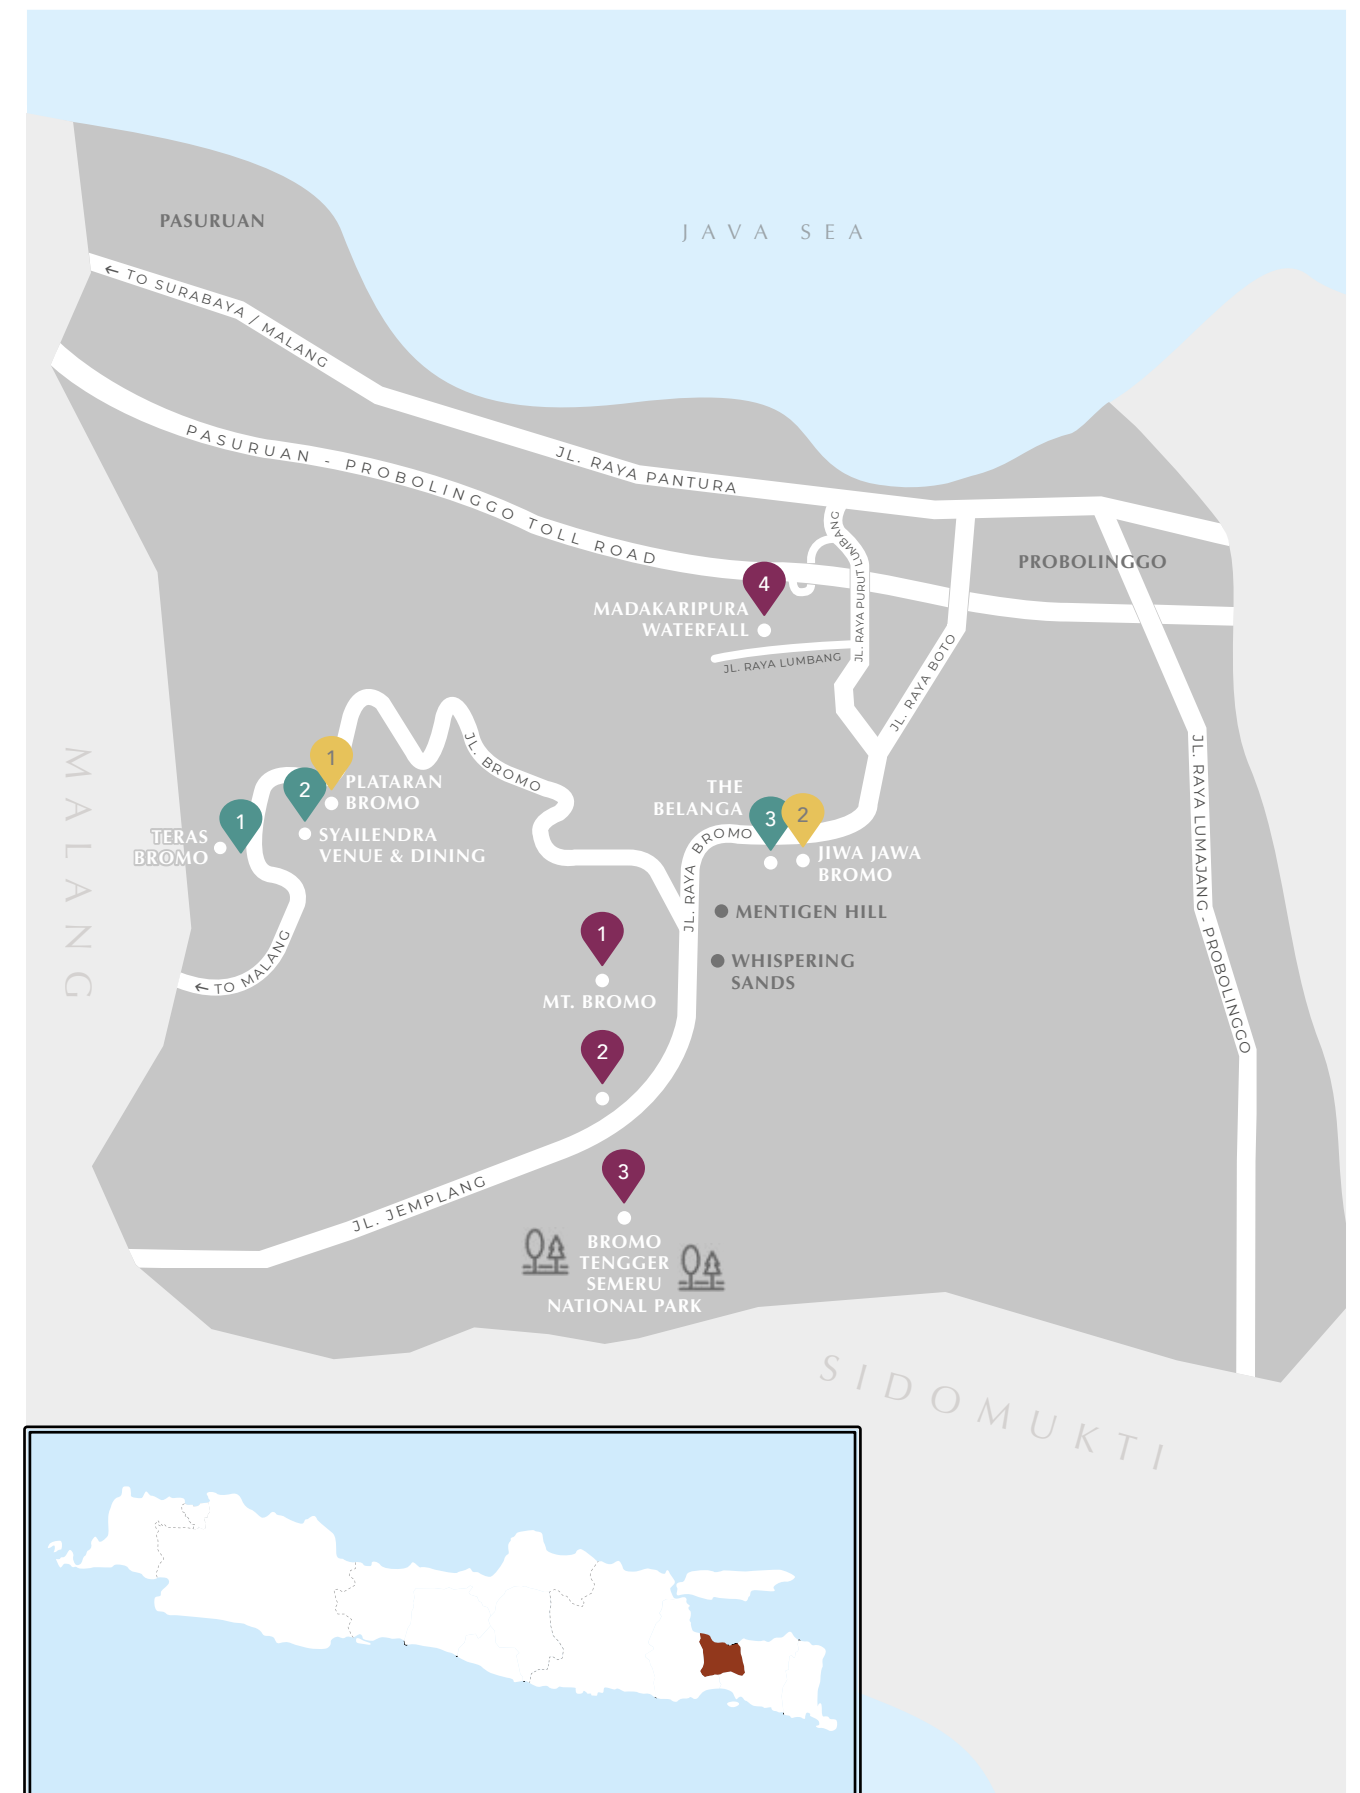 PASURUAN
JAVA SEA
← TO SURABAYA / MALANG
PASURUAN - PROBOLINGGO TOLL ROAD
JL. RAYA PANTURA
JL. RAYA PURUT LUMBANG
PROBOLINGGO
4
MADAKARIPURA
WATERFALL
JL. RAYA LUMBANG
JL. RAYA BOTO
JL. RAYA LUMAJANG - PROBOLINGGO
MALANG
JL. BROMO
1
PLATARAN
BROMO
2
SYAILENDRA
VENUE & DINING
1
TERAS
BROMO
THE
BELANGA
3
2
JIWA JAWA
BROMO
JL. RAYA BROMO
MENTIGEN HILL
WHISPERING
SANDS
← TO MALANG
1
MT. BROMO
2
3
BROMO
TENGGER
SEMERU
NATIONAL PARK
JL. JEMPLANG
SIDOMUKTI